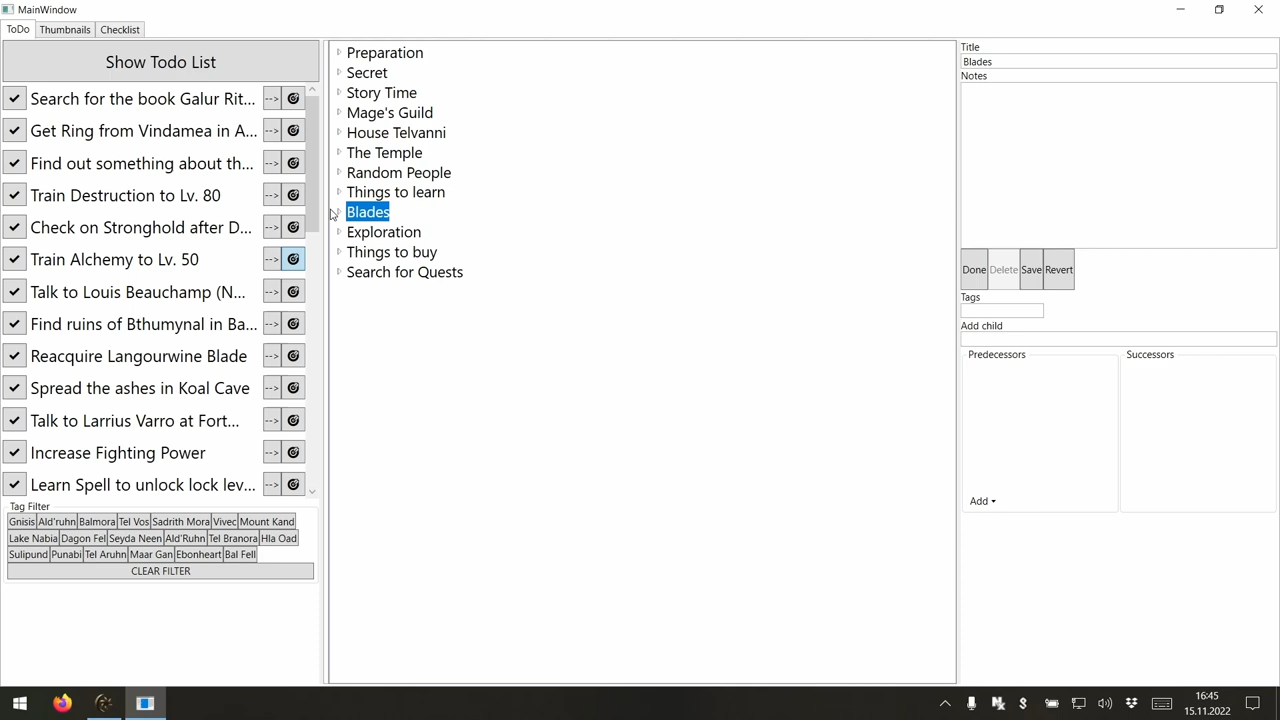 MainWindow
ToDo Thumbnails Checklist
Show Todo List
Search for the book Galur Rit...
-->
Get Ring from Vindamea in A...
-->
Find out something about th...
-->
Train Destruction to Lv. 80
-->
Check on Stronghold after D...
-->
Train Alchemy to Lv. 50
-->
Talk to Louis Beauchamp (N...
-->
Find ruins of Bthumynal in Ba...
-->
Reacquire Langourwine Blade
-->
Spread the ashes in Koal Cave
-->
Talk to Larrius Varro at Fort...
-->
Increase Fighting Power
-->
Learn Spell to unlock lock lev...
-->
Tag Filter
Gnisis Ald'ruhn Balmora Tel Vos Sadrith Mora Vivec Mount Kand
Lake Nabia Dagon Fel Seyda Neen Ald'Ruhn Tel Branora Hla Oad
Sulipund Punabi Tel Aruhn Maar Gan Ebonheart Bal Fell
CLEAR FILTER
Preparation
Secret
Story Time
Mage's Guild
House Telvanni
The Temple
Random People
Things to learn
Blades
Exploration
Things to buy
Search for Quests
Title
Blades
Notes
Done Delete Save Revert
Tags
Add child
Predecessors
Successors
Add
16:45
15.11.2022